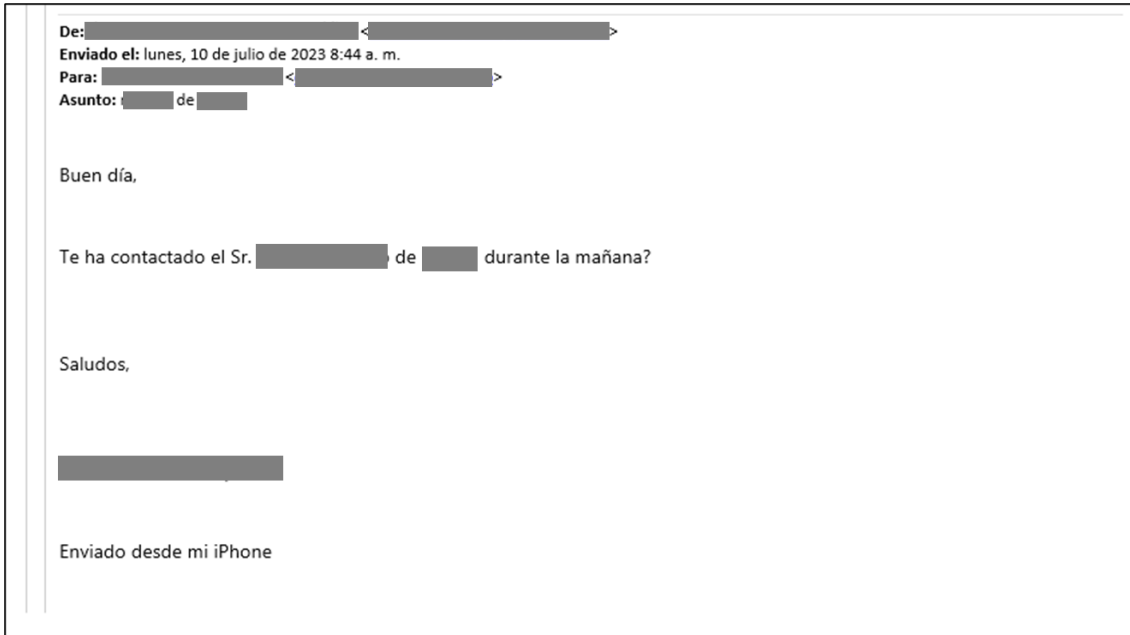 De: < >
Enviado el: lunes, 10 de julio de 2023 8:44 a. m.
Para: < >
Asunto: de
Buen día,
Te ha contactado el Sr. de durante la mañana?
Saludos,
Enviado desde mi iPhone